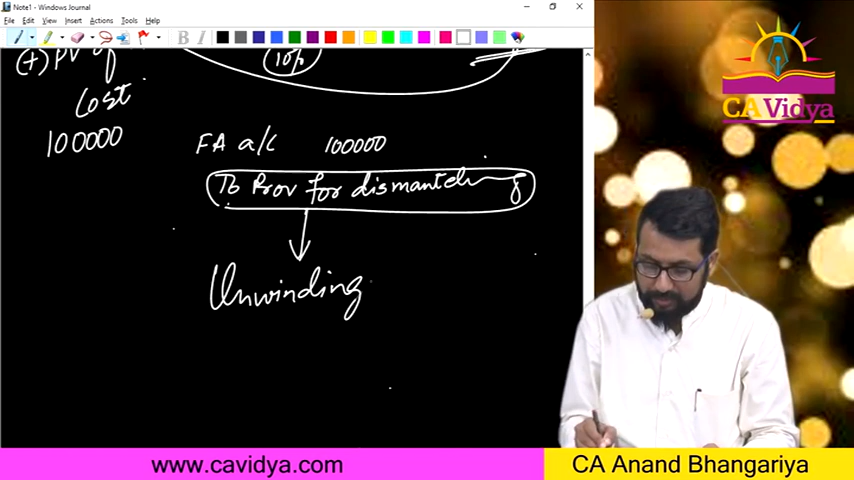 Note1 - Windows Journal
File Edit View Insert Actions Tools Help
B I
(+) PV of
Cost
100000
10%
FA a/c 100000
To Prov for dismantling
Unwinding
CA Vidya
www.cavidya.com
CA Anand Bhangariya